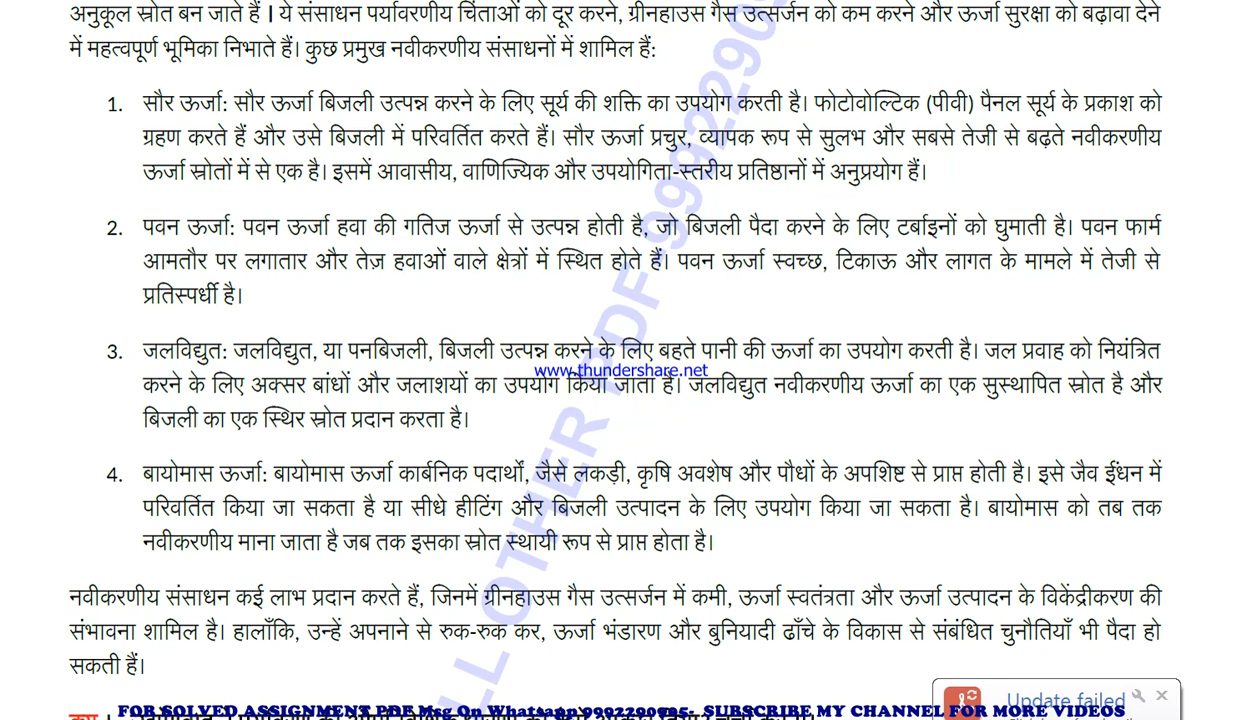 अनुकूल स्रोत बन जाते हैं । ये संसाधन पर्यावरणीय चिंताओं को दूर करने, ग्रीनहाउस गैस उत्सर्जन को कम करने और ऊर्जा सुरक्षा को बढ़ावा देने
में महत्वपूर्ण भूमिका निभाते हैं। कुछ प्रमुख नवीकरणीय संसाधनों में शामिल हैं:
1. सौर ऊर्जा: सौर ऊर्जा बिजली उत्पन्न करने के लिए सूर्य की शक्ति का उपयोग करती है। फोटोवोल्टिक (पीवी) पैनल सूर्य के प्रकाश को
ग्रहण करते हैं और उसे बिजली में परिवर्तित करते हैं। सौर ऊर्जा प्रचुर, व्यापक रूप से सुलभ और सबसे तेजी से बढ़ते नवीकरणीय
ऊर्जा स्रोतों में से एक है। इसमें आवासीय, वाणिज्यिक और उपयोगिता-स्तरीय प्रतिष्ठानों में अनुप्रयोग हैं।
2. पवन ऊर्जा: पवन ऊर्जा हवा की गतिज ऊर्जा से उत्पन्न होती है, जो बिजली पैदा करने के लिए टर्बाइनों को घुमाती है। पवन फार्म
आमतौर पर लगातार और तेज़ हवाओं वाले क्षेत्रों में स्थित होते हैं। पवन ऊर्जा स्वच्छ, टिकाऊ और लागत के मामले में तेजी से
प्रतिस्पर्धी है।
3. जलविद्युत: जलविद्युत, या पनबिजली, बिजली उत्पन्न करने के लिए बहते पानी की ऊर्जा का उपयोग करती है। जल प्रवाह को नियंत्रित
www.thundershare.net
करने के लिए अक्सर बांधों और जलाशयों का उपयोग किया जाता है। जलविद्युत नवीकरणीय ऊर्जा का एक सुस्थापित स्रोत है और
बिजली का एक स्थिर स्रोत प्रदान करता है।
4. बायोमास ऊर्जा: बायोमास ऊर्जा कार्बनिक पदार्थों, जैसे लकड़ी, कृषि अवशेष और पौधों के अपशिष्ट से प्राप्त होती है। इसे जैव ईंधन में
परिवर्तित किया जा सकता है या सीधे हीटिंग और बिजली उत्पादन के लिए उपयोग किया जा सकता है। बायोमास को तब तक
नवीकरणीय माना जाता है जब तक इसका स्रोत स्थायी रूप से प्राप्त होता है।
नवीकरणीय संसाधन कई लाभ प्रदान करते हैं, जिनमें ग्रीनहाउस गैस उत्सर्जन में कमी, ऊर्जा स्वतंत्रता और ऊर्जा उत्पादन के विकेंद्रीकरण की
संभावना शामिल है। हालाँकि, उन्हें अपनाने से रुक-रुक कर, ऊर्जा भंडारण और बुनियादी ढाँचे के विकास से संबंधित चुनौतियाँ भी पैदा हो
सकती हैं।
Update failed
FOR SOLVED ASSIGNMENT PDF Msg On Whatsapp 9992290795- SUBSCRIBE MY CHANNEL FOR MORE VIDEOS